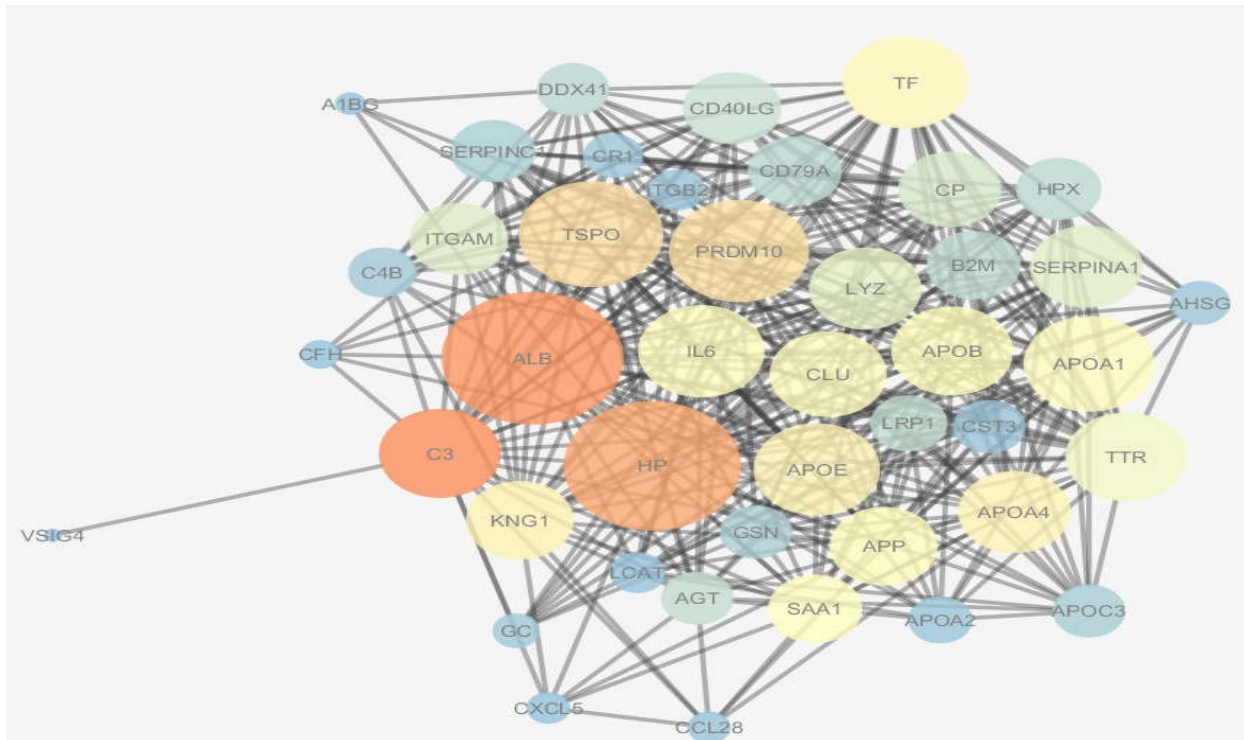 TF
DDX41
A1BG
CD40LG
SERPINC1
CR1
CD79A
ITGB2
CP
HPX
ITGAM
TSPO
PRDM10
C4B
LYZ
B2M
SERPINA1
AHSG
CFH
ALB
IL6
CLU
APOB
APOA1
LRP1
CST3
C3
HP
APOE
TTR
KNG1
APOA4
VSIG4
GSN
APP
LCAT
AGT
SAA1
APOA2
APOC3
GC
CXCL5
CCL28